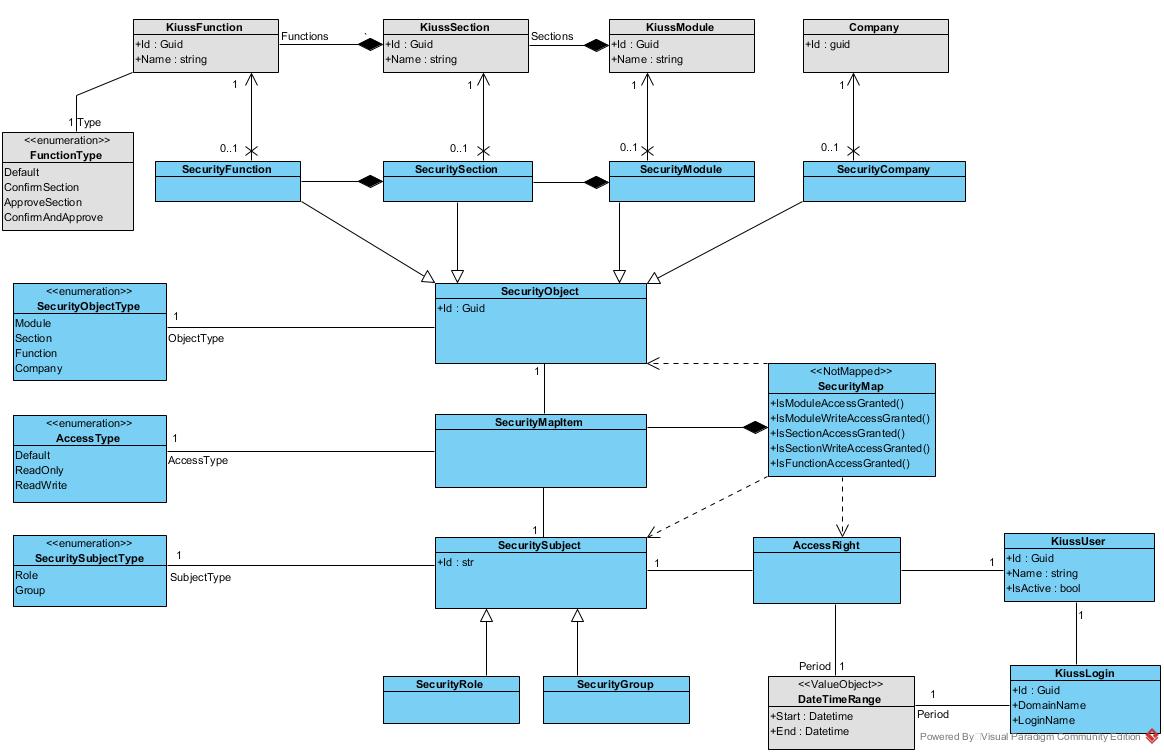 KiussFunction
+Id : Guid
+Name : string
Functions
KiussSection
+Id : Guid
+Name : string
Sections
KiussModule
+Id : Guid
+Name : string
Company
+Id : guid
1
1
1
1
1 Type
0..1
0..1
0..1
0..1
<<enumeration>>
FunctionType
Default
ConfirmSection
ApproveSection
ConfirmAndApprove
SecurityFunction
SecuritySection
SecurityModule
SecurityCompany
<<enumeration>>
SecurityObjectType
Module
Section
Function
Company
1
ObjectType
SecurityObject
+Id : Guid
1
<<NotMapped>>
SecurityMap
+IsModuleAccessGranted()
+IsModuleWriteAccessGranted()
+IsSectionAccessGranted()
+IsSectionWriteAccessGranted()
+IsFunctionAccessGranted()
<<enumeration>>
AccessType
Default
ReadOnly
ReadWrite
1
AccessType
SecurityMapItem
1
<<enumeration>>
SecuritySubjectType
Role
Group
1
SubjectType
SecuritySubject
+Id : str
1
AccessRight
1
KiussUser
+Id : Guid
+Name : string
+IsActive : bool
1
SecurityRole
SecurityGroup
Period 1
<<ValueObject>>
DateTimeRange
+Start : Datetime
+End : Datetime
1
Period
KiussLogin
+Id : Guid
+DomainName
+LoginName
Powered By Visual Paradigm Community Edition